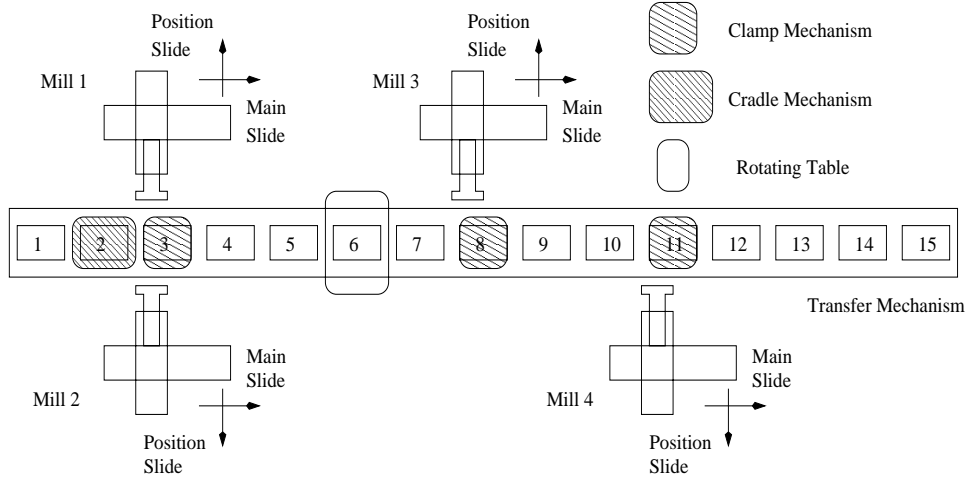 Position
Slide
Mill 1
Main
Slide
Position
Slide
Mill 3
Main
Slide
Clamp Mechanism
Cradle Mechanism
Rotating Table
1 2 3 4 5 6 7 8 9 10 11 12 13 14 15
Transfer Mechanism
Main
Slide
Mill 2
Position
Slide
Main
Slide
Mill 4
Position
Slide